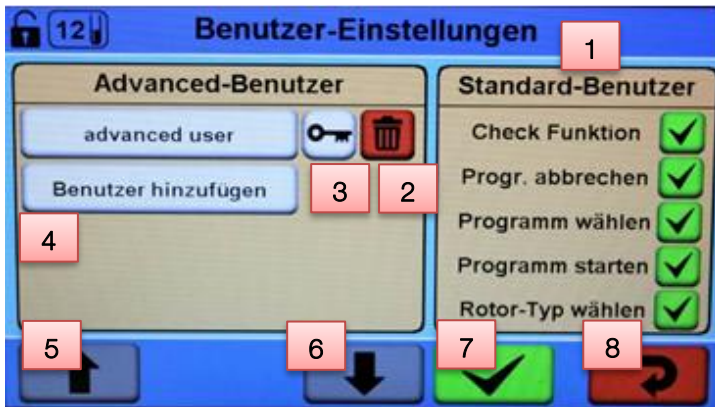 12 Benutzer-Einstellungen
1
Advanced-Benutzer
Standard-Benutzer
advanced user
Check Funktion
Benutzer hinzufügen
3
2
Progr. abbrechen
4
Programm wählen
Programm starten
Rotor-Typ wählen
5
6
7
8